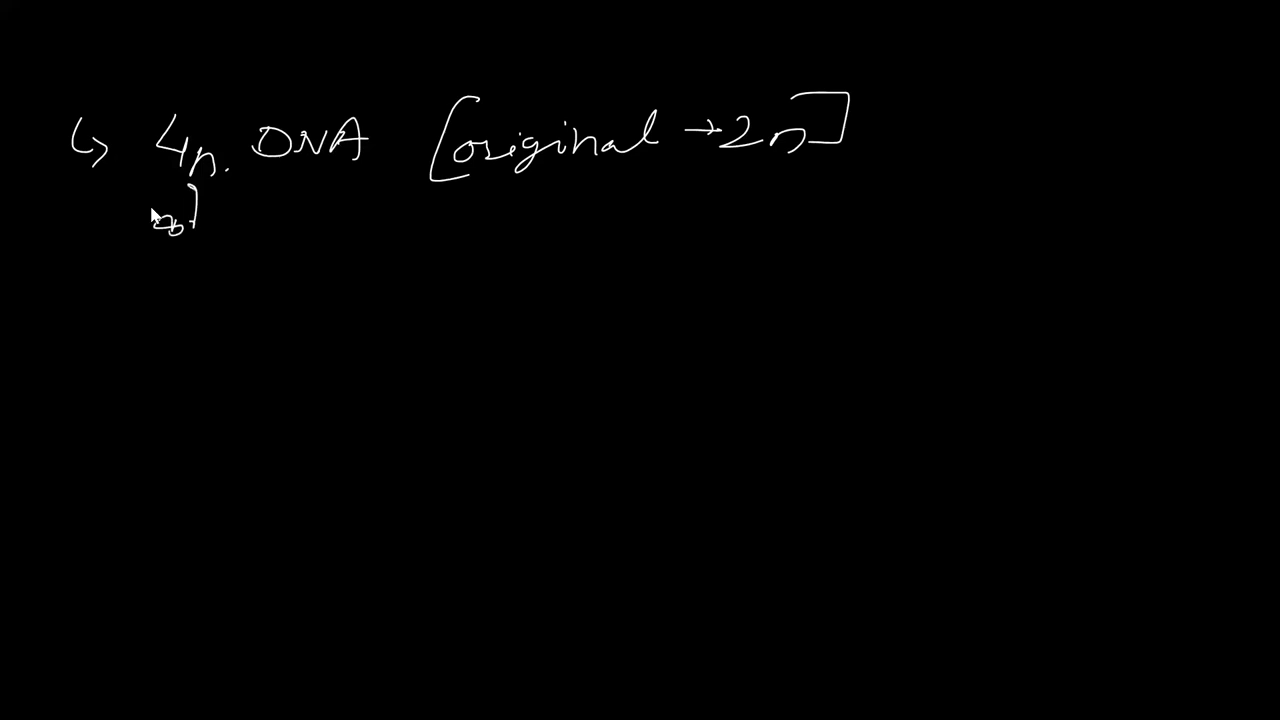 ↳ 4n. DNA [original → 2n]